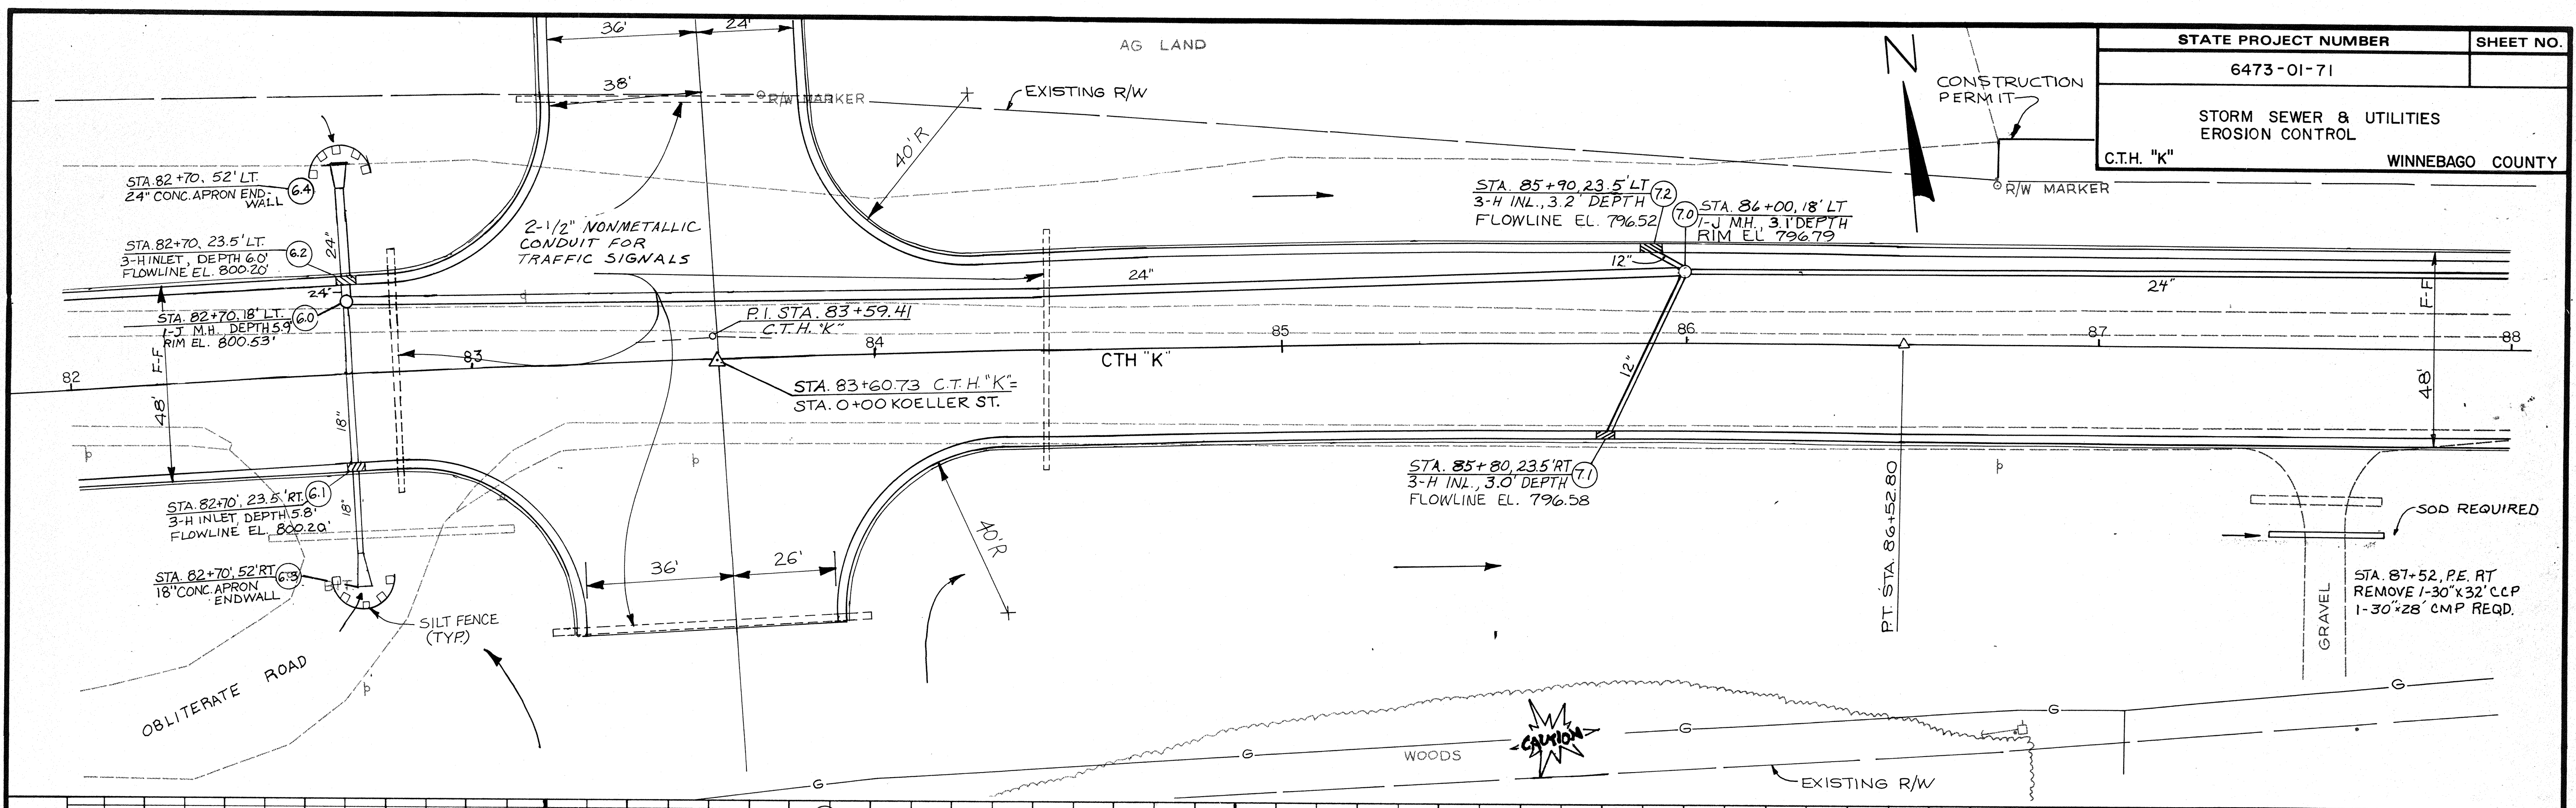 STATE PROJECT NUMBER
SHEET NO.
6473-01-71
STORM SEWER & UTILITIES
EROSION CONTROL
C.T.H. "K"
WINNEBAGO COUNTY
36'
24'
AG LAND
38'
R/W MARKER
EXISTING R/W
40'R
N
CONSTRUCTION
PERMIT
R/W MARKER
STA. 82+70, 52' LT.
24" CONC. APRON END-
WALL
6.4
STA. 82+70, 23.5' LT.
3-H INLET, DEPTH 6.0'
FLOWLINE EL. 800.20'
6.2
24"
24"
STA. 82+70, 18' LT.
1-J M.H. DEPTH 5.9'
RIM EL. 800.53'
6.0
2-1/2" NONMETALLIC
CONDUIT FOR
TRAFFIC SIGNALS
P.I. STA. 83+59.41
C.T.H. "K"
STA. 83+60.73 C.T.H. "K"=
STA. 0+00 KOELLER ST.
STA. 85+90, 23.5' LT
3-H INL., 3.2' DEPTH
FLOWLINE EL. 796.52
7.2
7.0
STA. 86+00, 18' LT
1-J M.H., 3.1' DEPTH
RIM EL 796.79
12"
24"
24"
F-F
48'
82
83
84
85
86
87
88
CTH "K"
12"
F-F
48'
18"
18"
STA. 82+70', 23.5' RT.
3-H INLET, DEPTH 5.8'
FLOWLINE EL. 800.20'
6.1
STA. 82+70', 52' RT
18" CONC. APRON
ENDWALL
6.3
SILT FENCE
(TYP.)
OBLITERATE ROAD
36'
26'
40'R
STA. 85+80, 23.5' RT
3-H INL., 3.0' DEPTH
FLOWLINE EL. 796.58
7.1
P.T. STA. 86+52.80
SOD REQUIRED
STA. 87+52, P.E. RT
REMOVE 1-30"x32' CCP
1-30"x28' CMP REQD.
GRAVEL
G
G
G
G
G
WOODS
CAUTION
EXISTING R/W